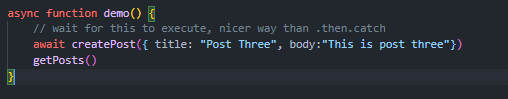 async function demo() {
    // wait for this to execute, nicer way than .then.catch
    await createPost({ title: "Post Three", body:"This is post three"})
    getPosts()
}